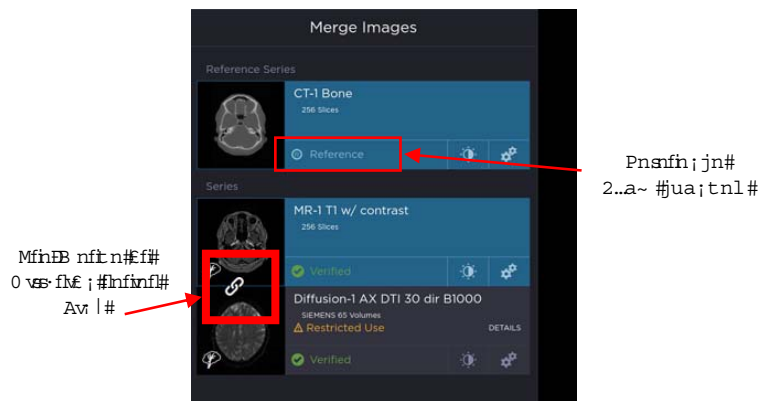 Merge Images
Reference Series
CT-1 Bone
256 Slices
Reference
Series
MR-1 T1 w/ contrast
256 Slices
Verified
Diffusion-1 AX DTI 30 dir B1000
SIEMENS 65 Volumes
Restricted Use
DETAILS
Verified